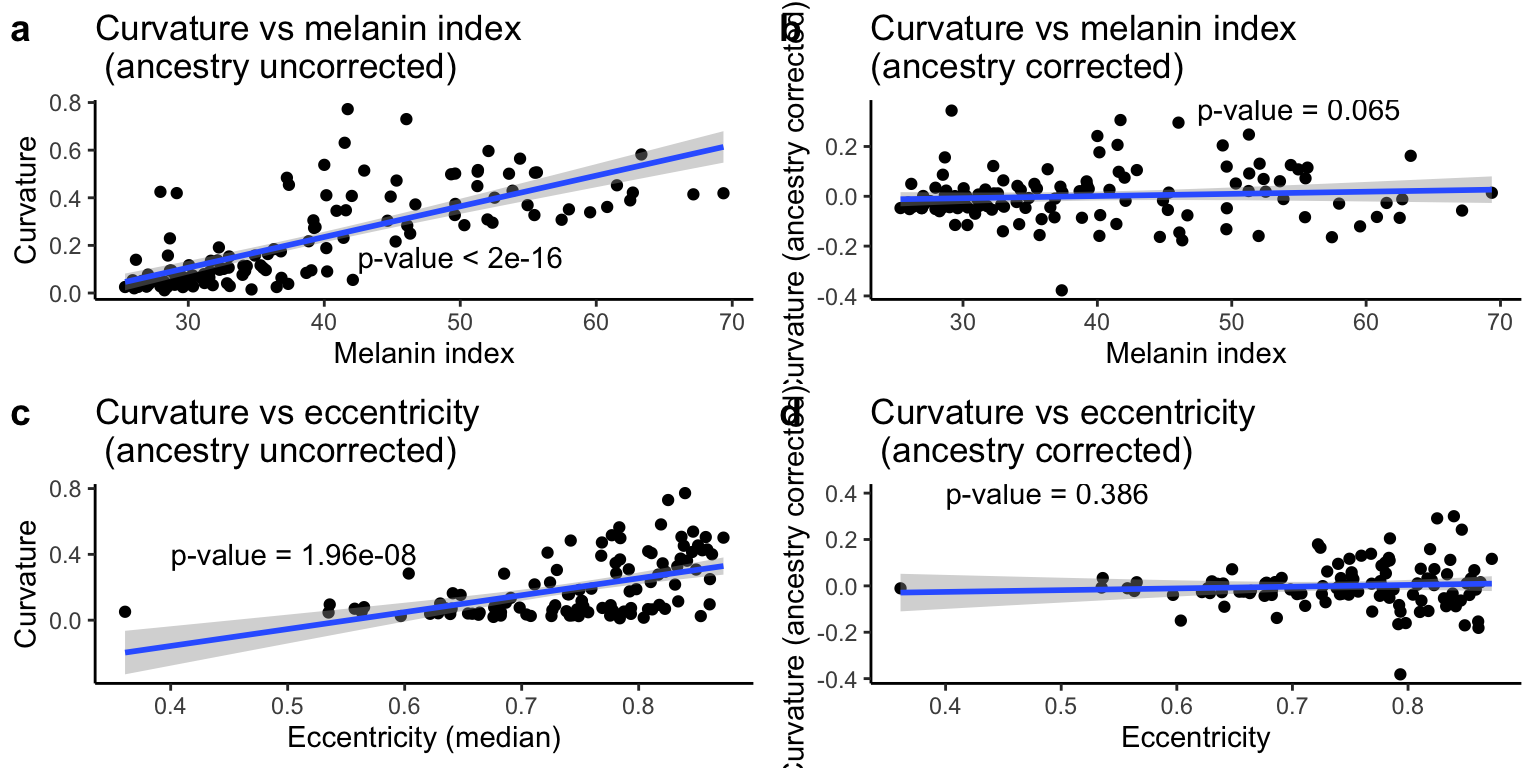 a
Curvature vs melanin index
(ancestry uncorrected)
Curvature
0.8
0.6
0.4
0.2
0.0
p-value < 2e-16
30
40
50
60
70
Melanin index
b
Curvature vs melanin index
(ancestry corrected)
Curvature (ancestry corrected)
0.2
0.0
-0.2
-0.4
p-value = 0.065
30
40
50
60
70
Melanin index
c
Curvature vs eccentricity
(ancestry uncorrected)
Curvature
0.8
0.4
0.0
p-value = 1.96e-08
0.4
0.5
0.6
0.7
0.8
Eccentricity (median)
d
Curvature vs eccentricity
(ancestry corrected)
Curvature (ancestry corrected)
0.4
0.2
0.0
-0.2
-0.4
p-value = 0.386
0.4
0.5
0.6
0.7
0.8
Eccentricity